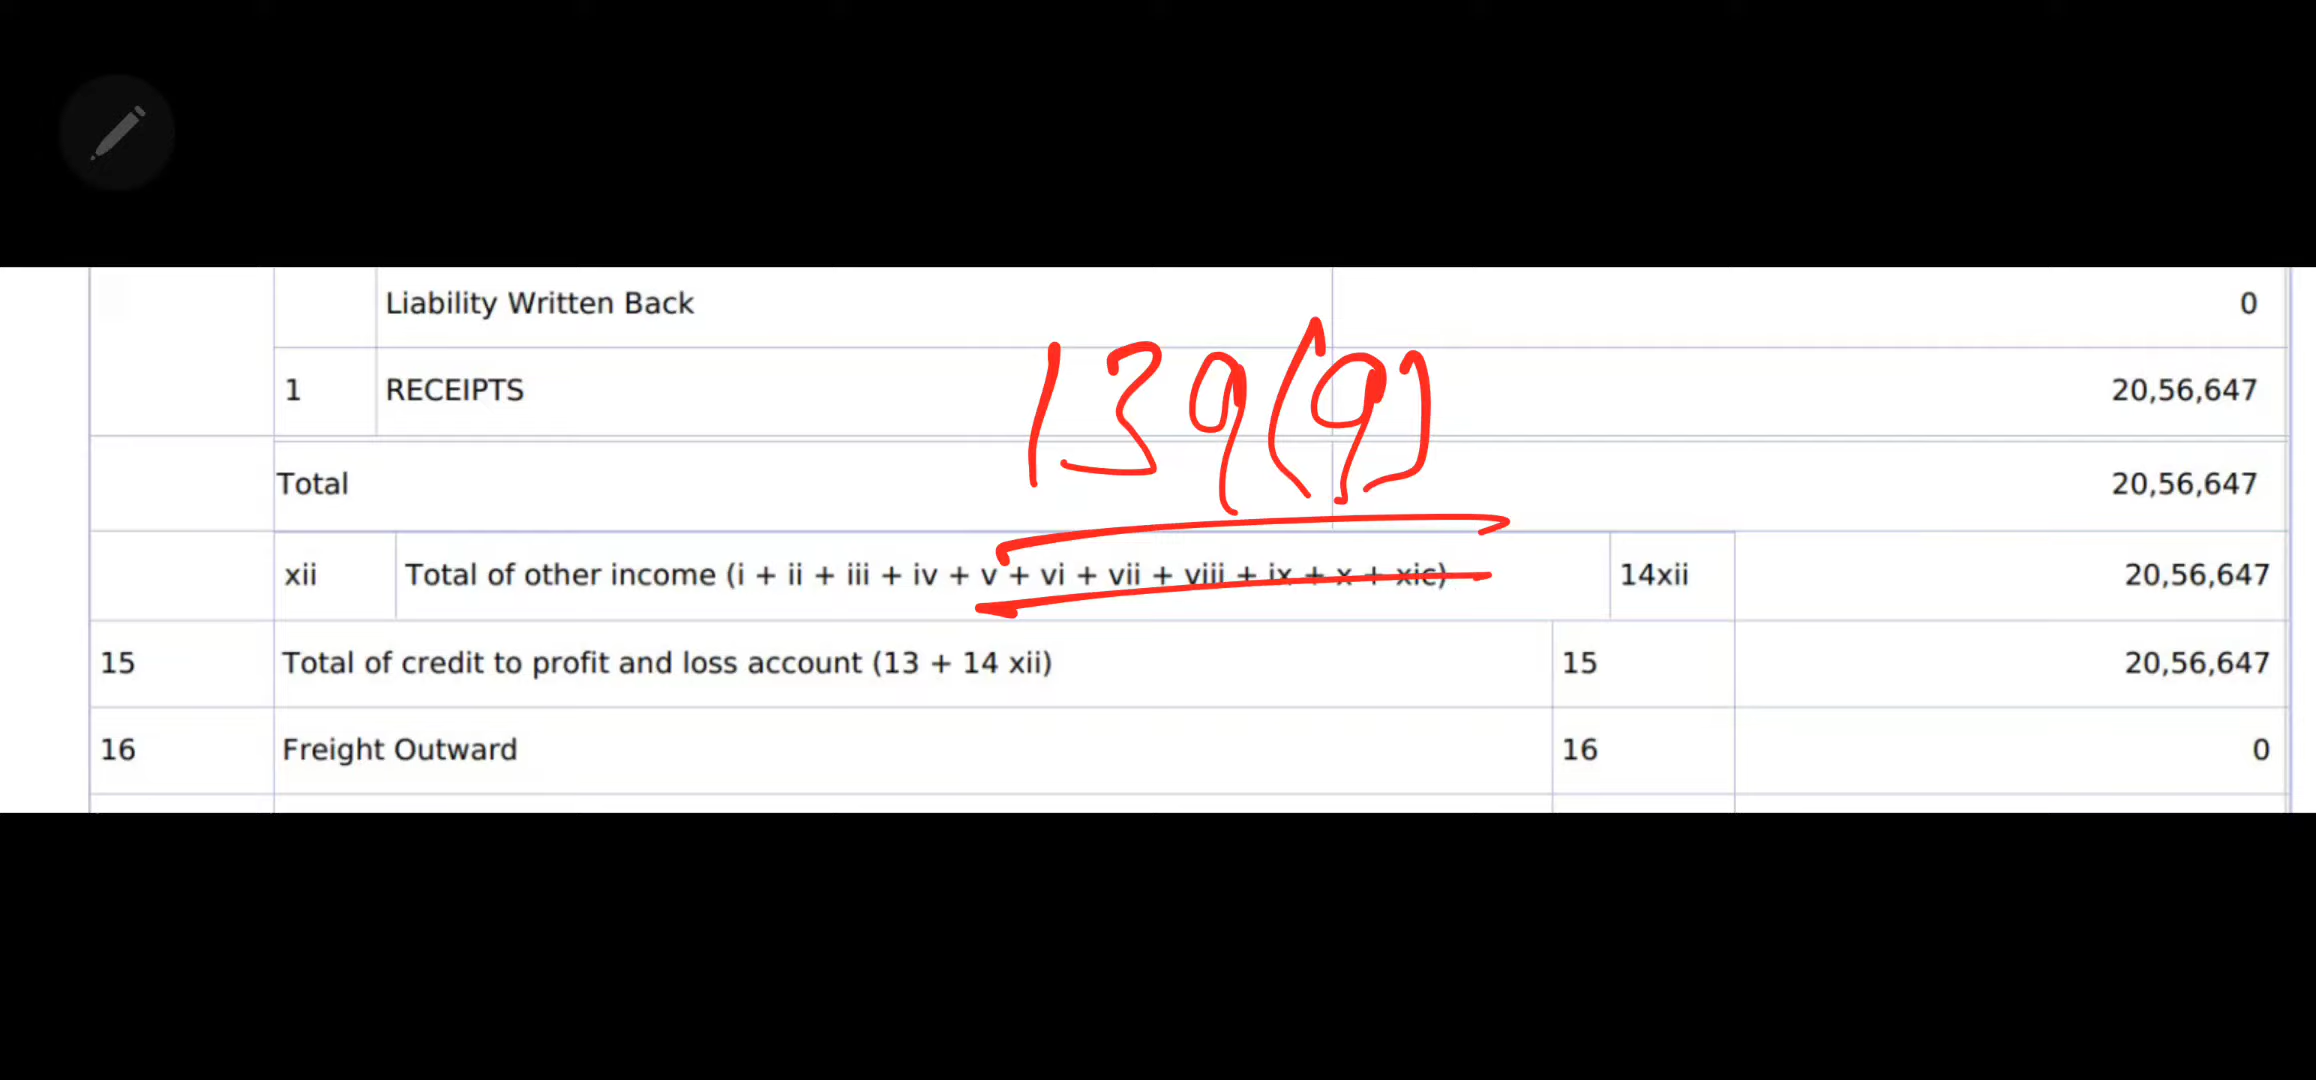 Liability Written Back 0
1 RECEIPTS 20,56,647
139(9)
Total 20,56,647
xii Total of other income (i + ii + iii + iv + v + vi + vii + viii + ix + x + xic) 14xii 20,56,647
15 Total of credit to profit and loss account (13 + 14 xii) 15 20,56,647
16 Freight Outward 16 0